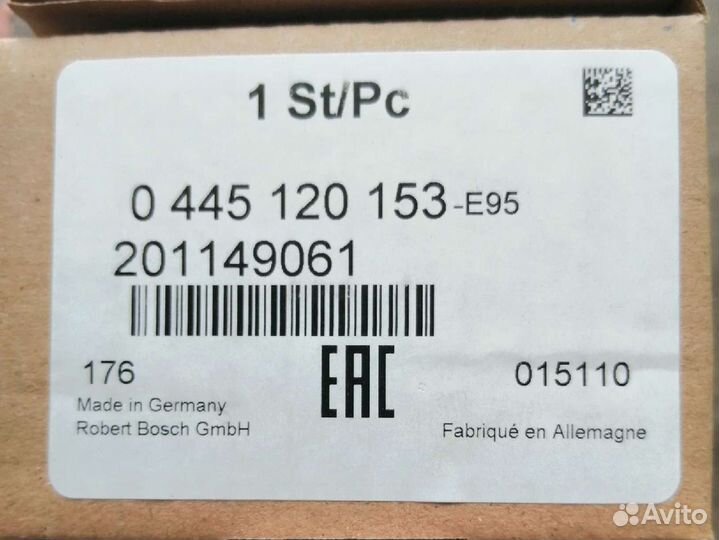 1 St/Pc
0 445 120 153-E95
201149061
176
EAC
015110
Made in Germany
Robert Bosch GmbH
Fabriqué en Allemagne
Avito